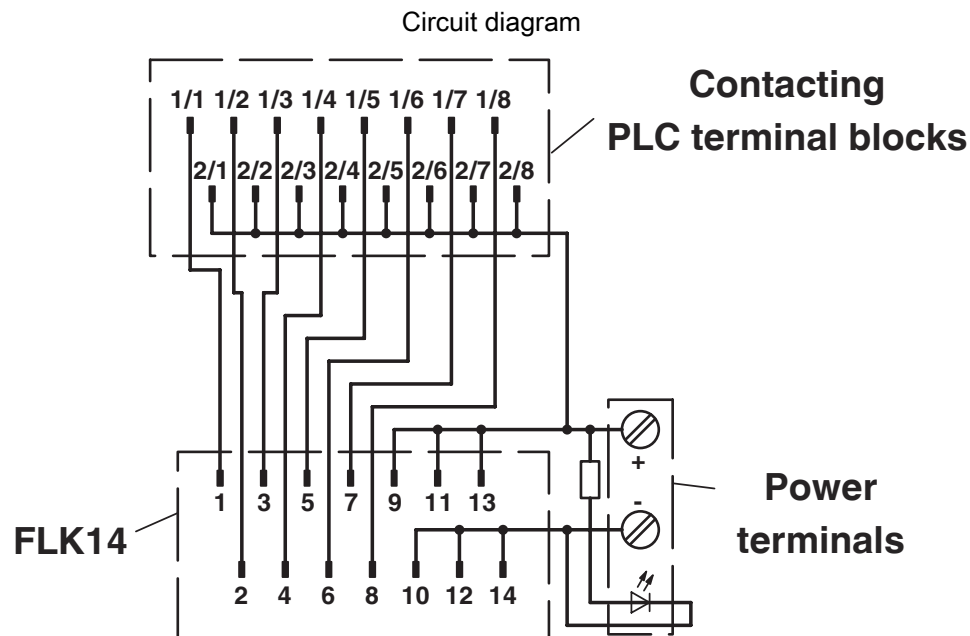 Circuit diagram
1/1 1/2 1/3 1/4 1/5 1/6 1/7 1/8
Contacting
PLC terminal blocks
2/1 2/2 2/3 2/4 2/5 2/6 2/7 2/8
+
1 3 5 7 9 11 13
-
Power
terminals
FLK14
2 4 6 8 10 12 14